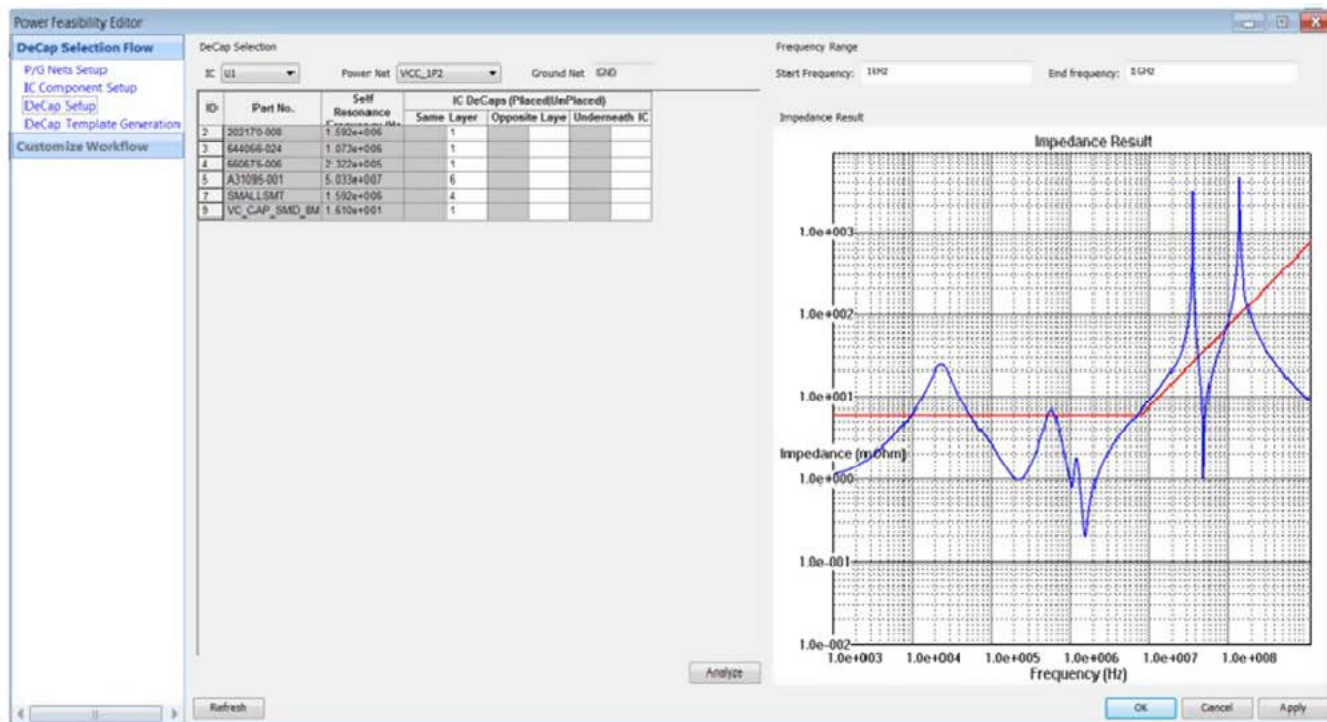 Power Feasibility Editor
DeCap Selection Flow
P/G Nets Setup
IC Component Setup
DeCap Setup
DeCap Template Generation
Customize Workflow
DeCap Selection
IC U1 Power Net VCC_1P2 Ground Net GND
ID Part No. Self Resonance IC DeCaps (Placed|UnPlaced)
Same Layer Opposite Laye Underneath IC
2 202170-008 1.592e+006 1
3 644066-024 1.073e+006 1
4 660675-006 2.322e+005 1
5 A31095-001 5.033e+007 6
7 SMALLSMT 1.592e+006 4
9 VC_CAP_SMD_8M 1.610e+001 1
Analyze
Refresh
Frequency Range
Start Frequency: 1kHz End frequency: 1GHz
Impedance Result
Impedance Result
1.0e+003
1.0e+002
1.0e+001
Impedance (mOhm)
1.0e+000
1.0e-001
1.0e-002
1.0e+003 1.0e+004 1.0e+005 1.0e+006 1.0e+007 1.0e+008
Frequency (Hz)
OK Cancel Apply